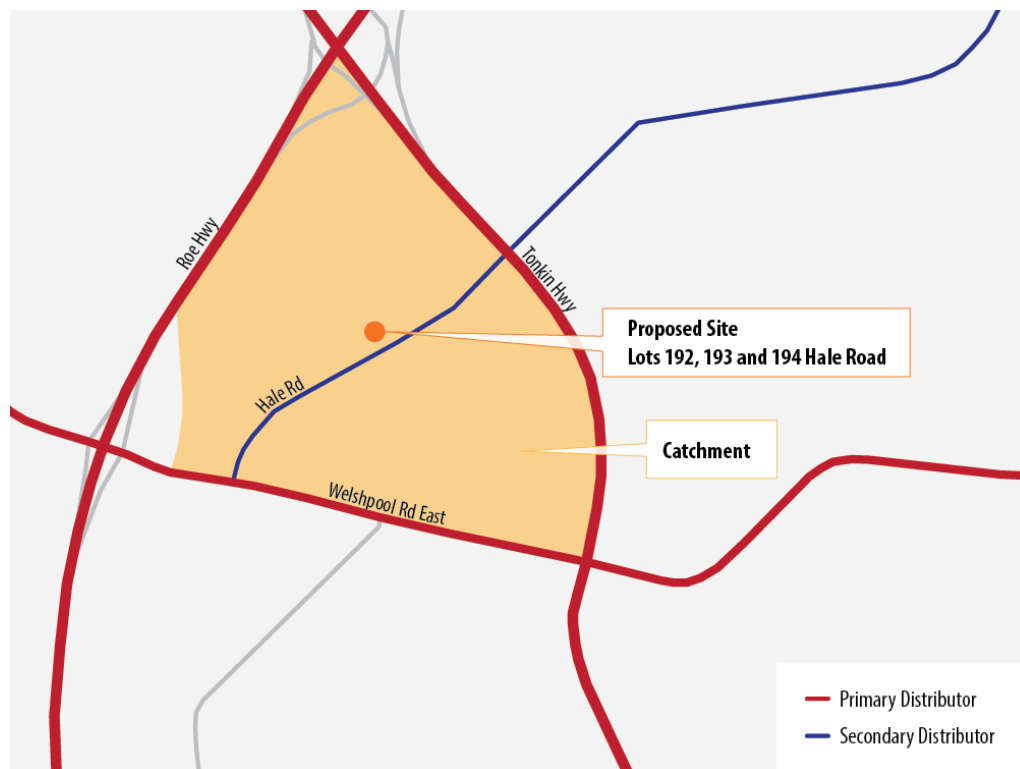 Roe Hwy
Tonkin Hwy
Proposed Site
Lots 192, 193 and 194 Hale Road
Hale Rd
Catchment
Welshpool Rd East
Primary Distributor
Secondary Distributor